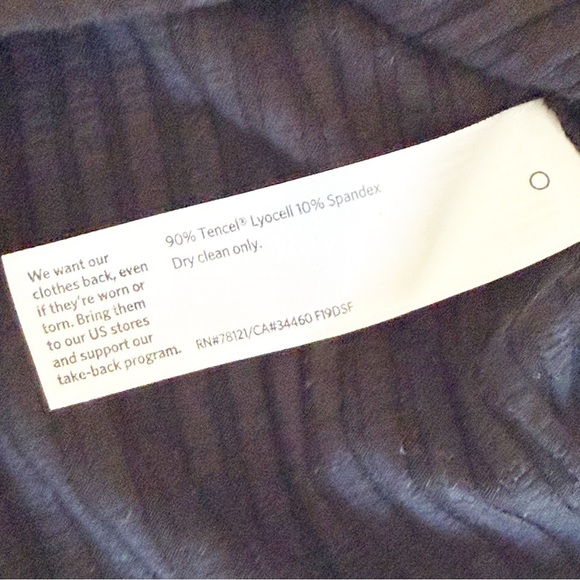 We want our
clothes back, even
if they're worn or
torn. Bring them
to our US stores
and support our
take-back program.
90% Tencel® Lyocell 10% Spandex
Dry clean only.
RN#78121/CA#34460 F19DSF